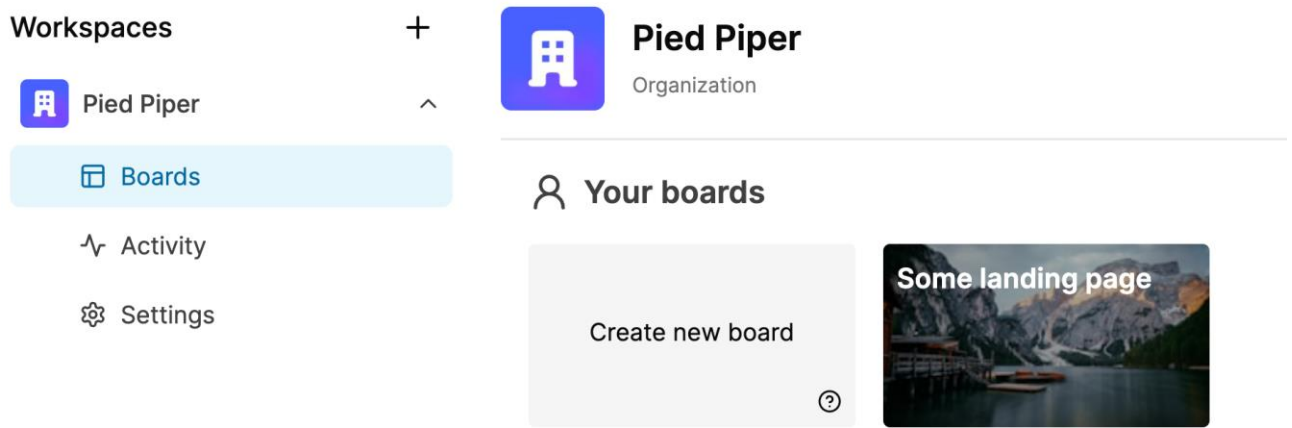 Workspaces
Pied Piper
Boards
Activity
Settings
Pied Piper
Organization
Your boards
Create new board
Some landing page